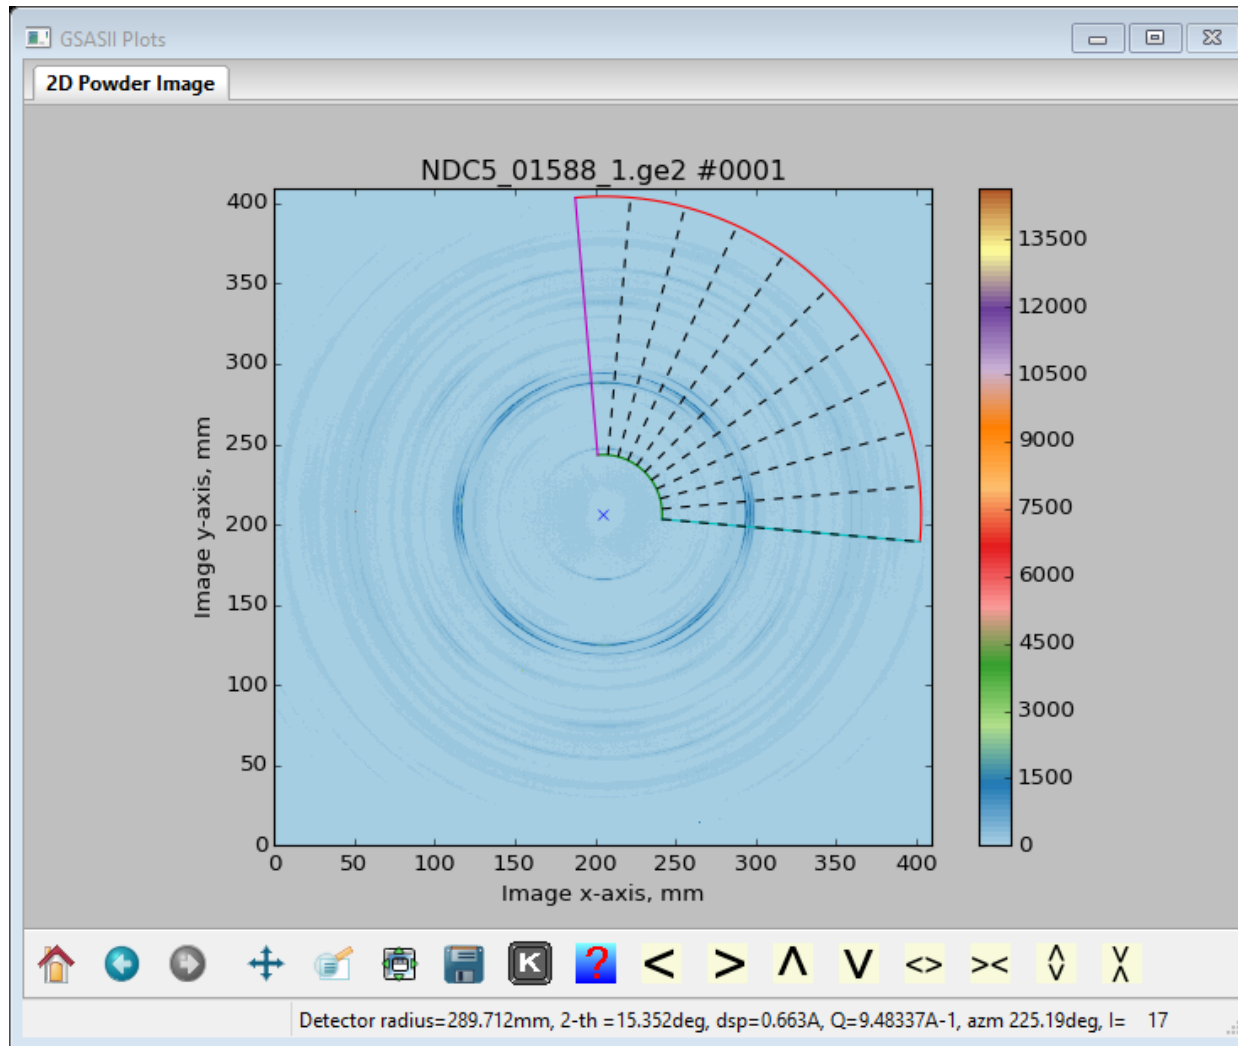 GSASII Plots
2D Powder Image
NDC5_01588_1.ge2 #0001
400
350
300
250
200
150
100
50
0
Image y-axis, mm
0 50 100 150 200 250 300 350 400
Image x-axis, mm
13500
12000
10500
9000
7500
6000
4500
3000
1500
0
K ? < > Λ V <> ><
Detector radius=289.712mm, 2-th =15.352deg, dsp=0.663A, Q=9.48337A-1, azm 225.19deg, I= 17